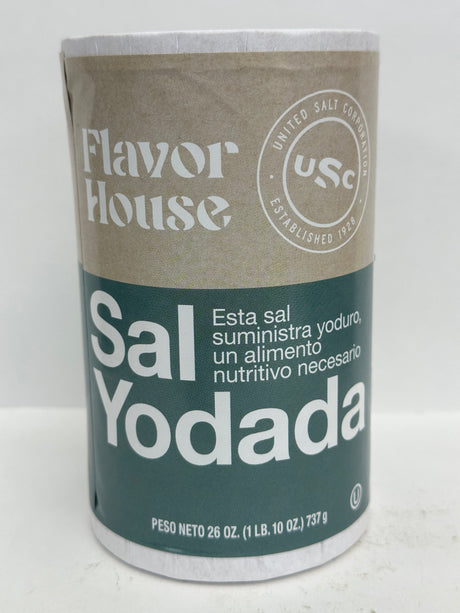 Flavor
House
UNITED SALT CORPORATION
USC
ESTABLISHED 1928
Sal
Esta sal
suministra yoduro,
un alimento
nutritivo necesario
Yodada
U
PESO NETO 26 OZ. (1 LB. 10 OZ.) 737 g